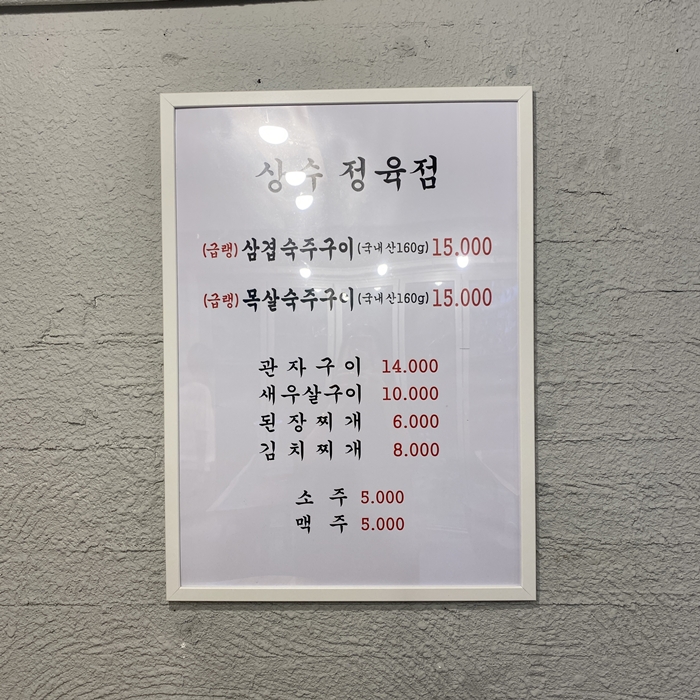 상수 정육점
(급랭) 삼겹숙주구이 (국내산160g) 15.000
(급랭) 목살숙주구이 (국내산160g) 15.000
관자구이 14.000
새우살구이 10.000
된장찌개 6.000
김치찌개 8.000
소주 5.000
맥주 5.000